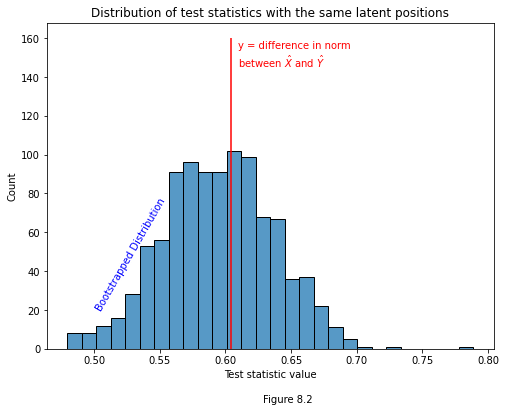 Distribution of test statistics with the same latent positions
160
140
120
100
80
60
40
20
0
Count
y = difference in norm
between X̂ and Ŷ
Bootstrapped Distribution
0.50 0.55 0.60 0.65 0.70 0.75 0.80
Test statistic value
Figure 8.2